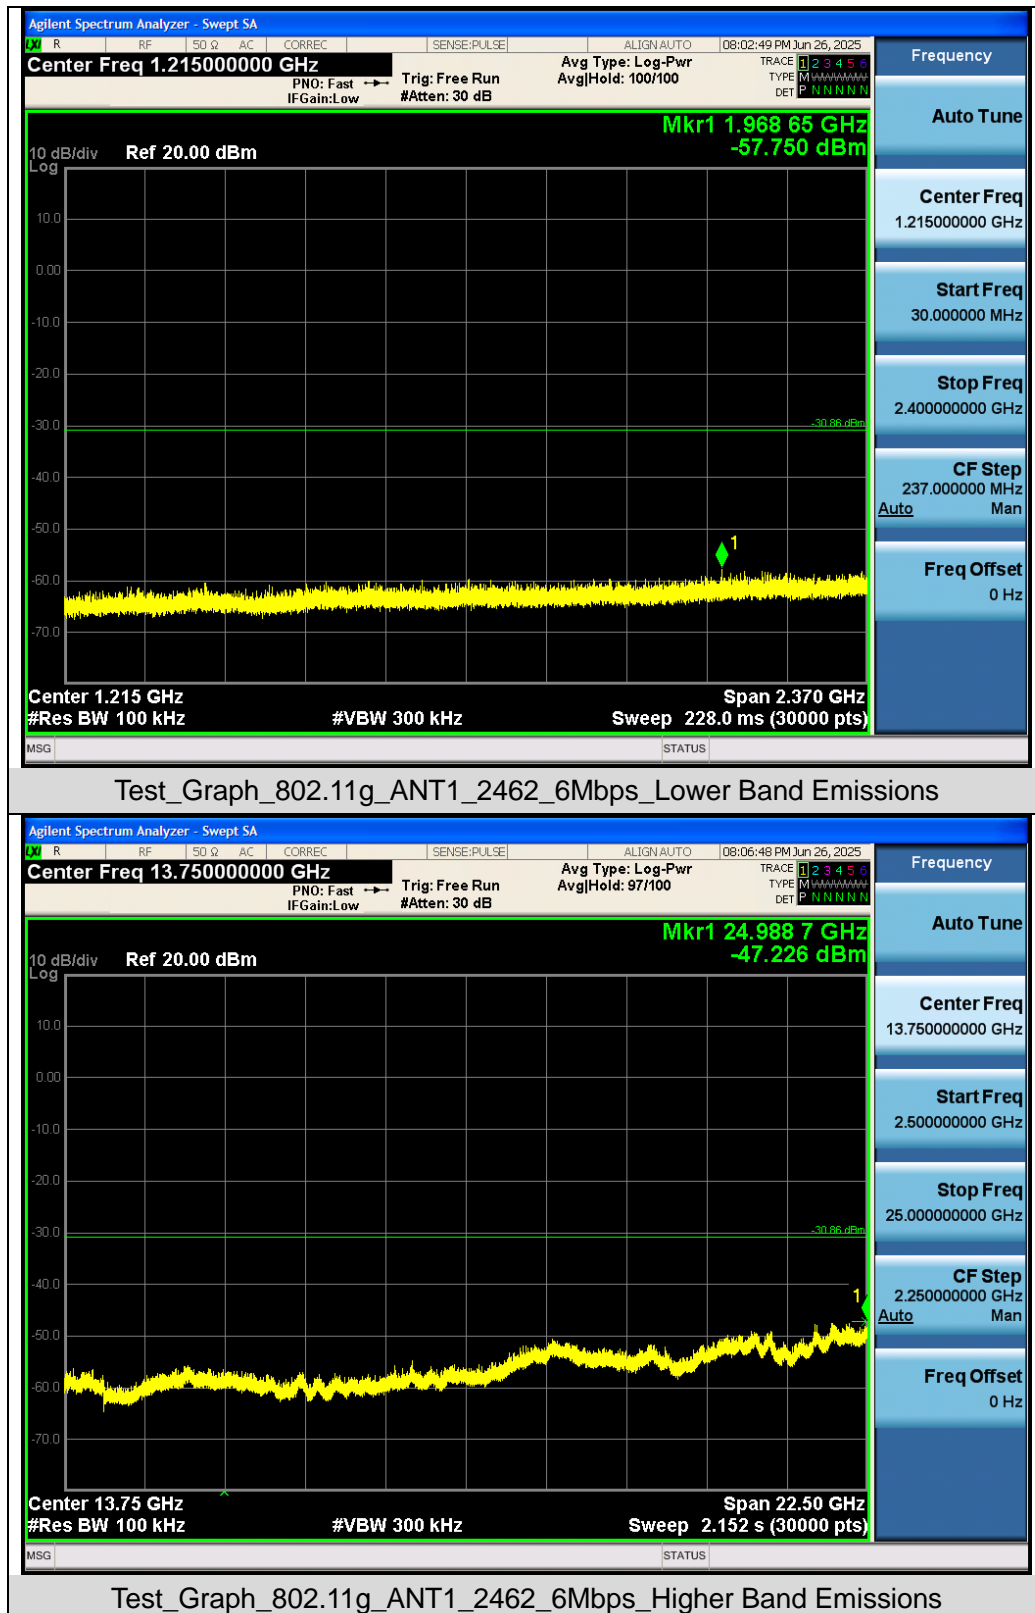 Agilent Spectrum Analyzer - Swept SA
LXI R RF 50 Ω AC CORREC SENSE:PULSE ALIGN AUTO 08:02:49 PM Jun 26, 2025
Center Freq 1.215000000 GHz
PNO: Fast
IFGain:Low
Trig: Free Run
#Atten: 30 dB
Avg Type: Log-Pwr
Avg|Hold: 100/100
TRACE 1 2 3 4 5 6
TYPE M WWWWW
DET P N N N N N
Mkr1 1.968 65 GHz
-57.750 dBm
10 dB/div Ref 20.00 dBm
Log
10.0
0.00
-10.0
-20.0
-30.0
-30.86 dBm
-40.0
-50.0
1
-60.0
-70.0
Center 1.215 GHz Span 2.370 GHz
#Res BW 100 kHz #VBW 300 kHz Sweep 228.0 ms (30000 pts)
MSG STATUS
Frequency
Auto Tune
Center Freq
1.215000000 GHz
Start Freq
30.000000 MHz
Stop Freq
2.400000000 GHz
CF Step
237.000000 MHz
Auto Man
Freq Offset
0 Hz
Test_Graph_802.11g_ANT1_2462_6Mbps_Lower Band Emissions
Agilent Spectrum Analyzer - Swept SA
LXI R RF 50 Ω AC CORREC SENSE:PULSE ALIGN AUTO 08:06:48 PM Jun 26, 2025
Center Freq 13.750000000 GHz
PNO: Fast
IFGain:Low
Trig: Free Run
#Atten: 30 dB
Avg Type: Log-Pwr
Avg|Hold: 97/100
TRACE 1 2 3 4 5 6
TYPE M WWWWW
DET P N N N N N
Mkr1 24.988 7 GHz
-47.226 dBm
10 dB/div Ref 20.00 dBm
Log
10.0
0.00
-10.0
-20.0
-30.0
-30.86 dBm
-40.0
1
-50.0
-60.0
-70.0
Center 13.75 GHz Span 22.50 GHz
#Res BW 100 kHz #VBW 300 kHz Sweep 2.152 s (30000 pts)
MSG STATUS
Frequency
Auto Tune
Center Freq
13.750000000 GHz
Start Freq
2.500000000 GHz
Stop Freq
25.000000000 GHz
CF Step
2.250000000 GHz
Auto Man
Freq Offset
0 Hz
Test_Graph_802.11g_ANT1_2462_6Mbps_Higher Band Emissions